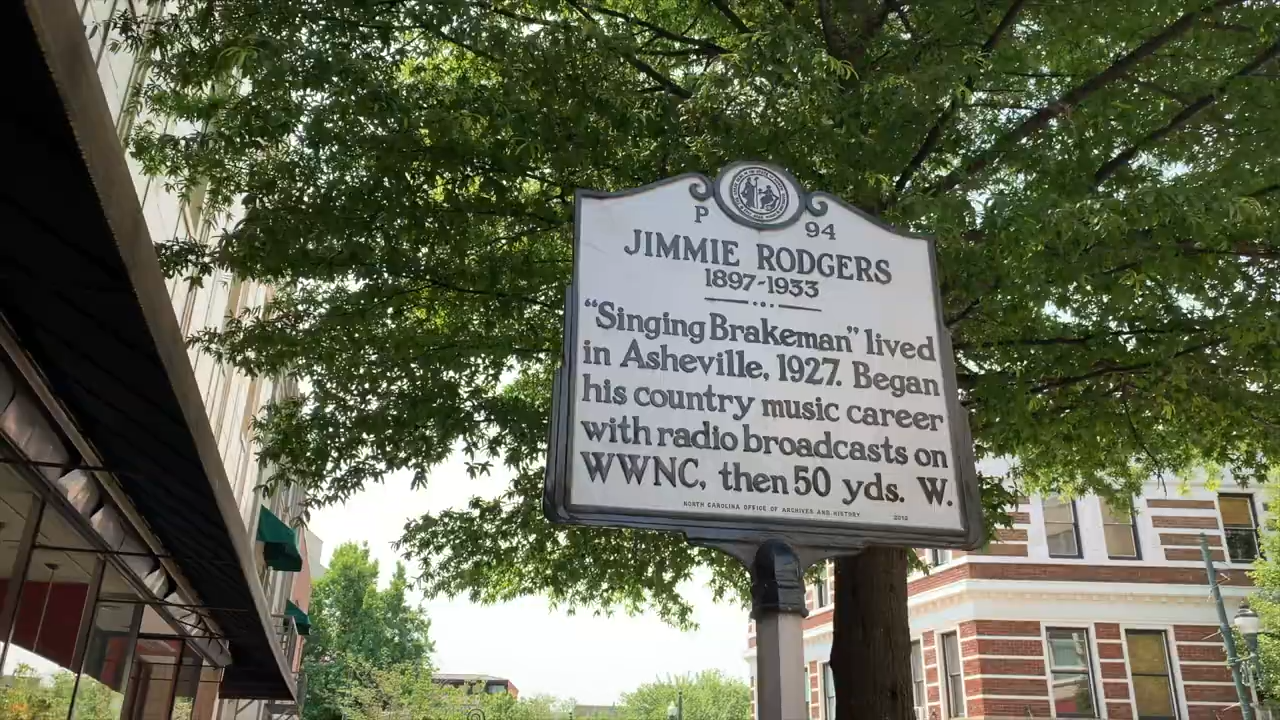 P 94
JIMMIE RODGERS
1897-1933
“Singing Brakeman” lived
in Asheville, 1927. Began
his country music career
with radio broadcasts on
WWNC, then 50 yds. W.
NORTH CAROLINA OFFICE OF ARCHIVES AND HISTORY